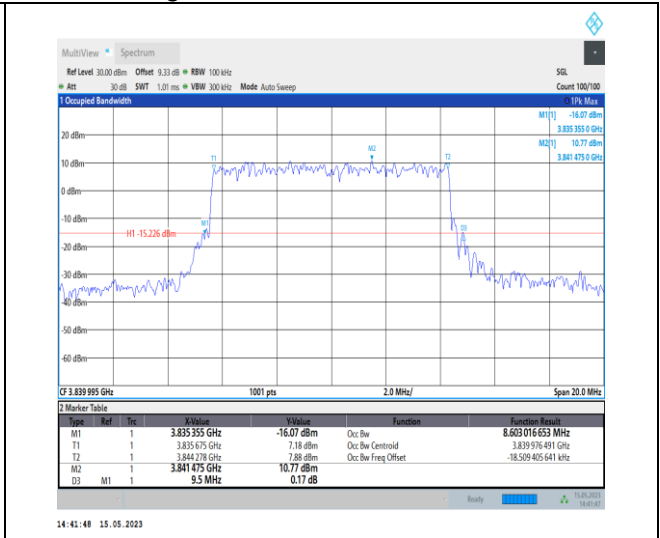 MultiView Spectrum
Ref Level 30.00 dBm Offset 9.33 dB RBW 100 kHz SGL
Att 30 dB SWT 1.01 ms VBW 300 kHz Mode Auto Sweep Count 100/100
1 Occupied Bandwidth 1Pk Max
M1[1] -16.07 dBm
3.835 355 0 GHz
M2[1] 10.77 dBm
3.841 475 0 GHz
20 dBm
M2
T1 T2
10 dBm
0 dBm
-10 dBm
M1
D3
H1 -15.226 dBm
-20 dBm
-30 dBm
-40 dBm
-50 dBm
-60 dBm
CF 3.839 995 GHz 1001 pts 2.0 MHz/ Span 20.0 MHz
2 Marker Table
Type Ref Trc X-Value Y-Value Function Function Result
M1 1 3.835 355 GHz -16.07 dBm Occ Bw 8.603 016 653 MHz
T1 1 3.835 675 GHz 7.18 dBm Occ Bw Centroid 3.839 976 491 GHz
T2 1 3.844 278 GHz 7.88 dBm Occ Bw Freq Offset -18.509 405 641 kHz
M2 1 3.841 475 GHz 10.77 dBm
D3 M1 1 9.5 MHz 0.17 dB
Ready 15.05.2023
14:41:47
14:41:48 15.05.2023